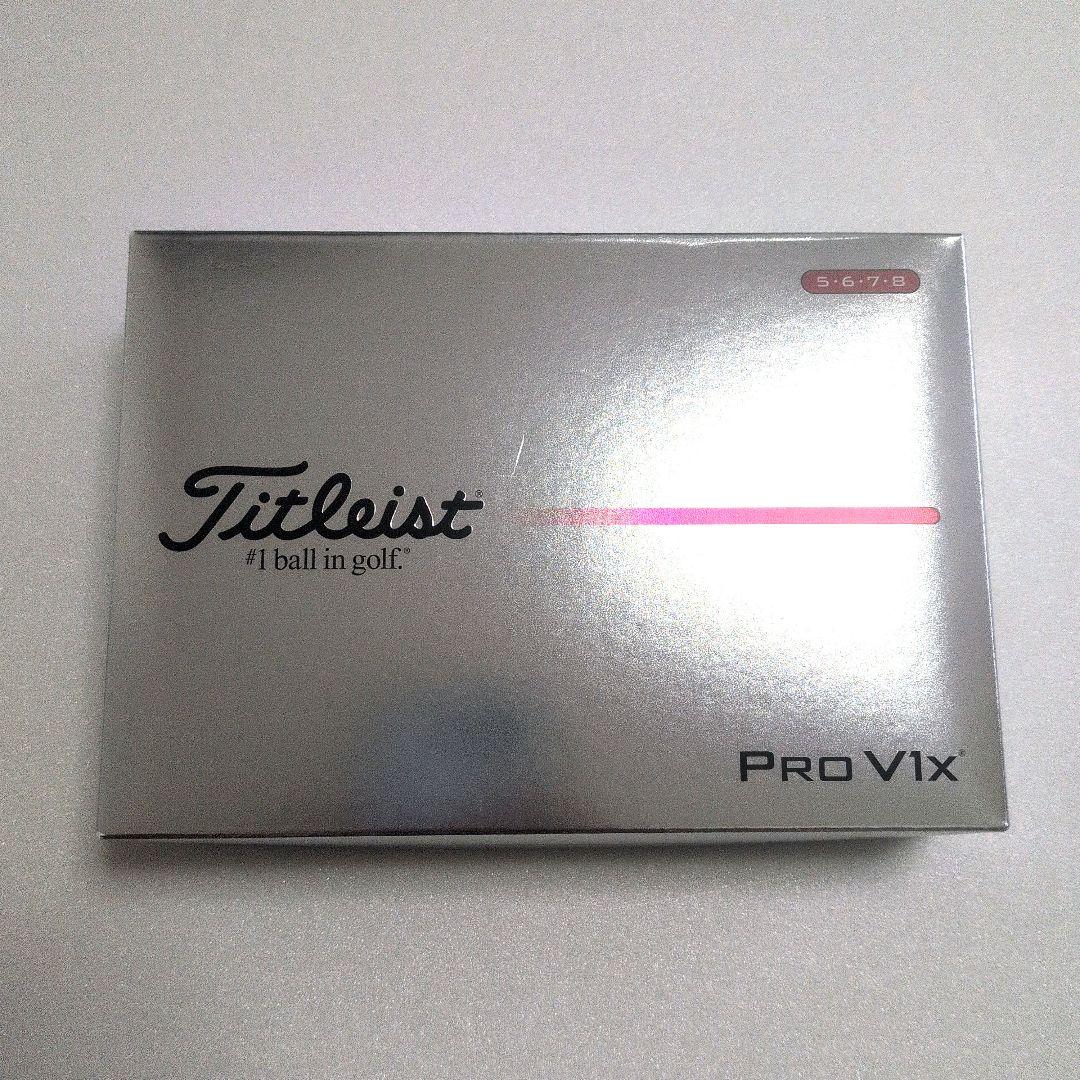 5·6·7·8
Titleist®
#1 ball in golf.®
PRO V1x®